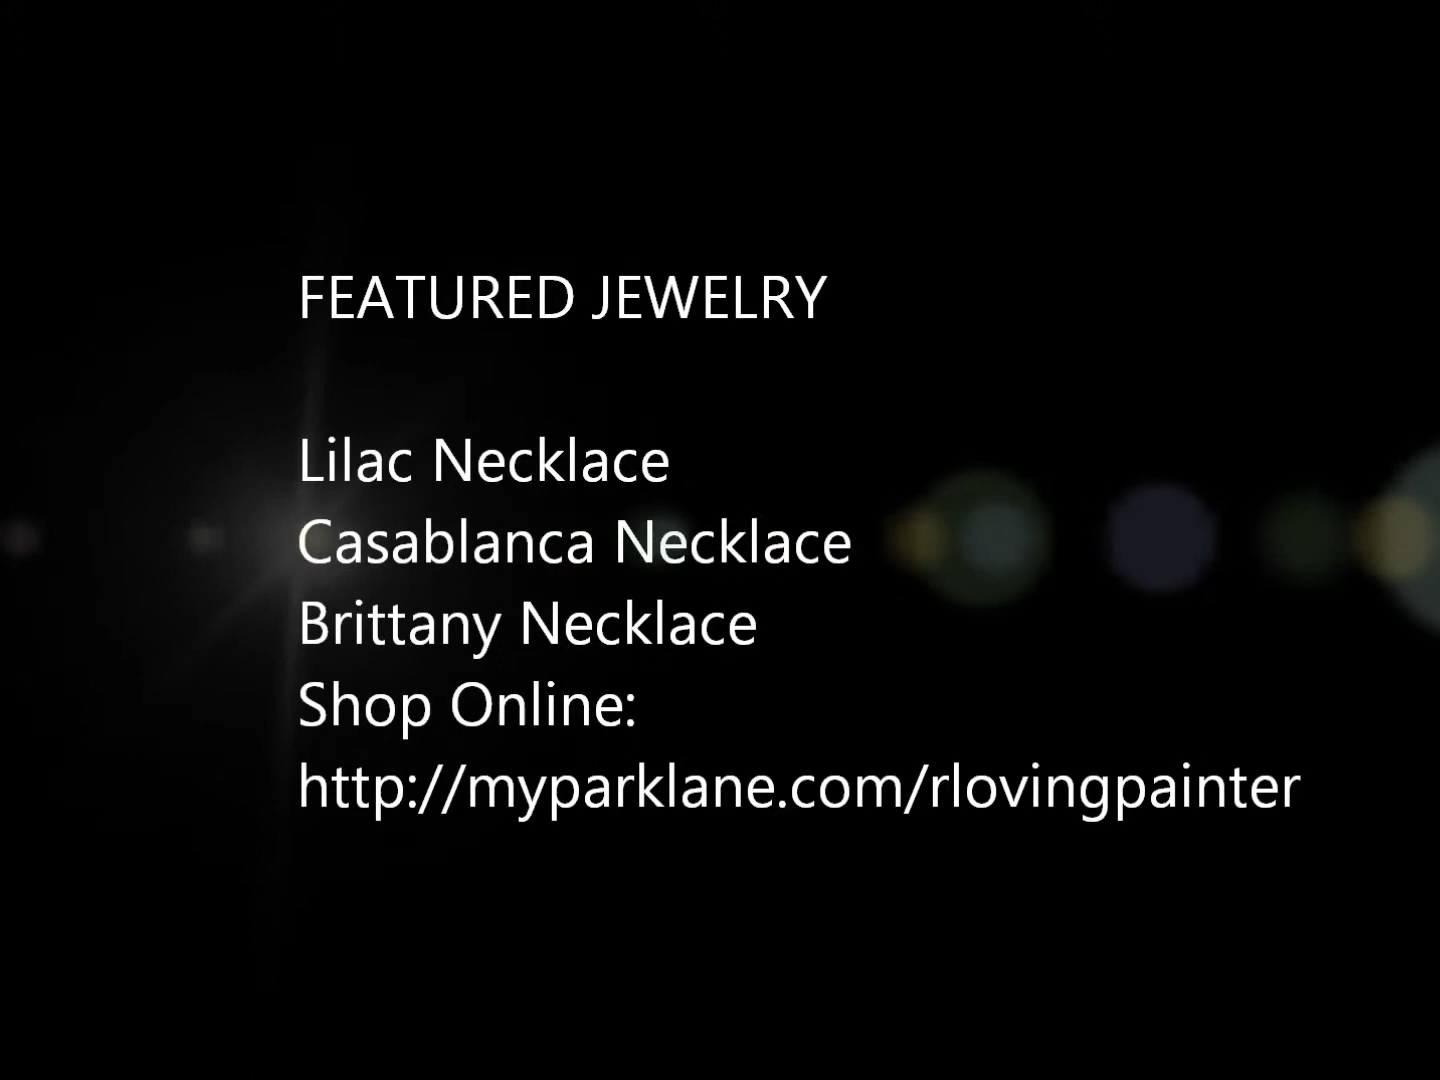 FEATURED JEWELRY
Lilac Necklace
Casablanca Necklace
Brittany Necklace
Shop Online:
http://myparklane.com/rlovingpainter